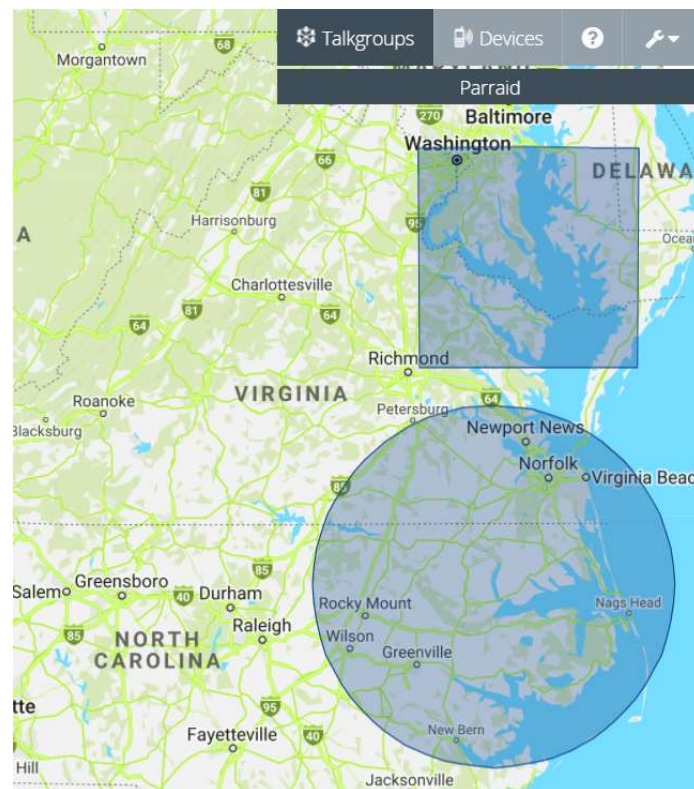 Talkgroups
Devices
?
Parraid
Morgantown
68
MARYLAND
270
Baltimore
Washington
66
DELAWA
81
95
Harrisonburg
A
Ocea
Charlottesville
81
64
64
Richmond
VIRGINIA
64
Roanoke
Petersburg
Blacksburg
Newport News
Norfolk
Virginia Beac
85
85
Greensboro
Salem
40
Durham
Rocky Mount
Nags Head
85
Raleigh
Wilson
NORTH
CAROLINA
Greenville
tte
95
New Bern
Fayetteville
40
Hill
Jacksonville